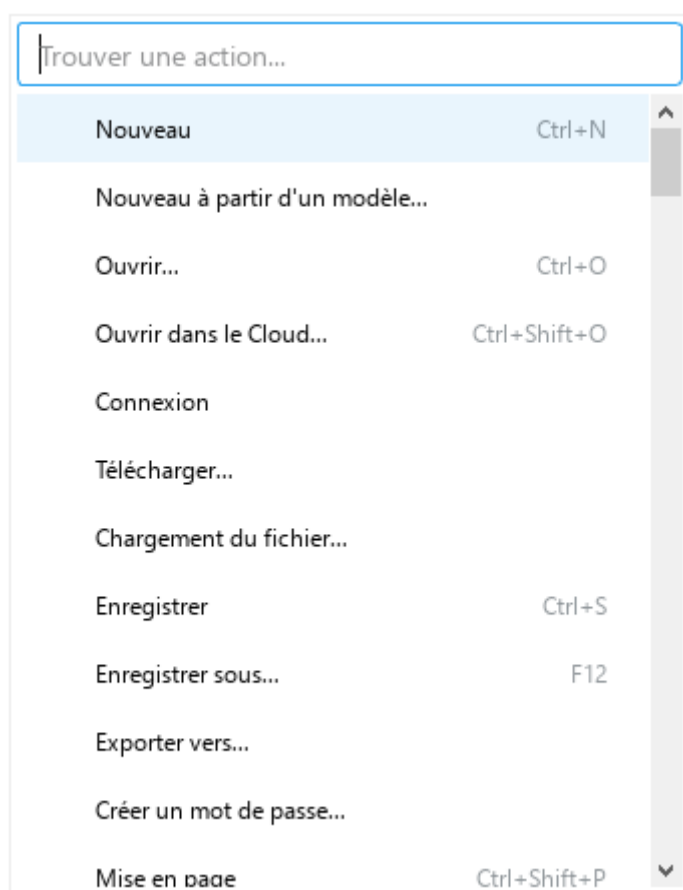 Trouver une action...
Nouveau Ctrl+N
Nouveau à partir d'un modèle...
Ouvrir... Ctrl+O
Ouvrir dans le Cloud... Ctrl+Shift+O
Connexion
Télécharger...
Chargement du fichier...
Enregistrer Ctrl+S
Enregistrer sous... F12
Exporter vers...
Créer un mot de passe...
Mise en page Ctrl+Shift+P